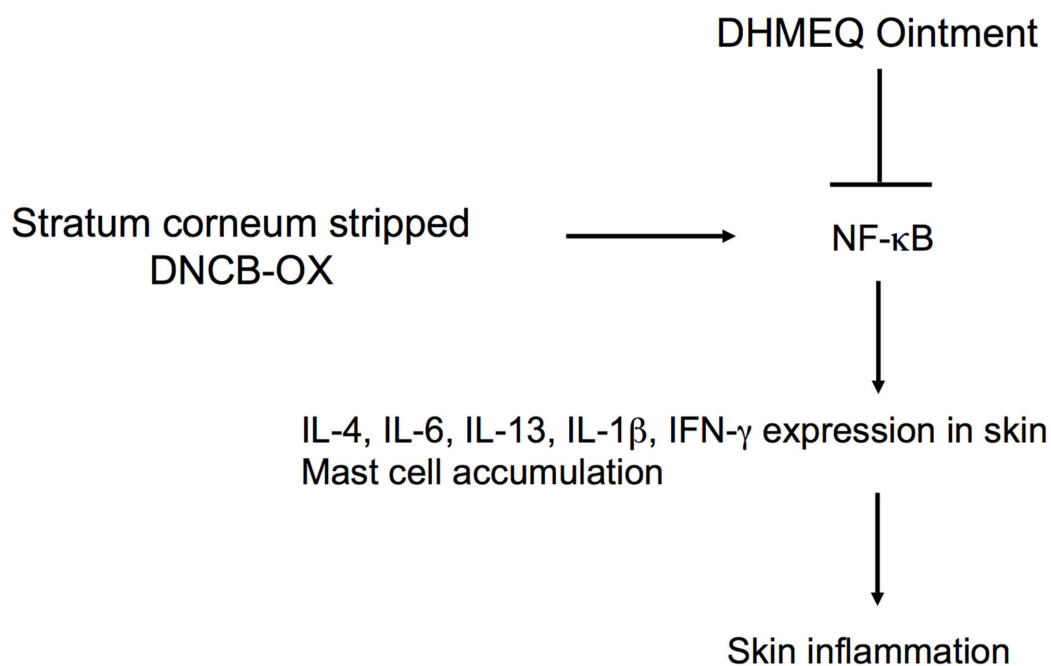 DHMEQ Ointment
Stratum corneum stripped
DNCB-OX
NF-κB
IL-4, IL-6, IL-13, IL-1β, IFN-γ expression in skin
Mast cell accumulation
Skin inflammation